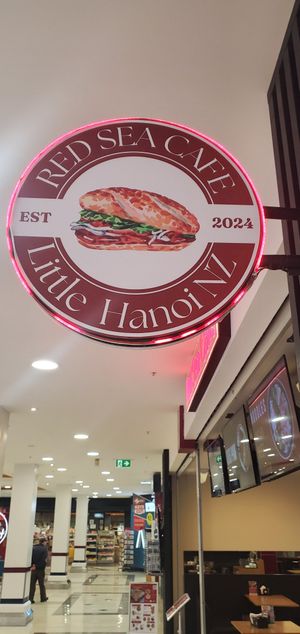 RED SEA CAFE
EST 2024
Little Hanoi NZ